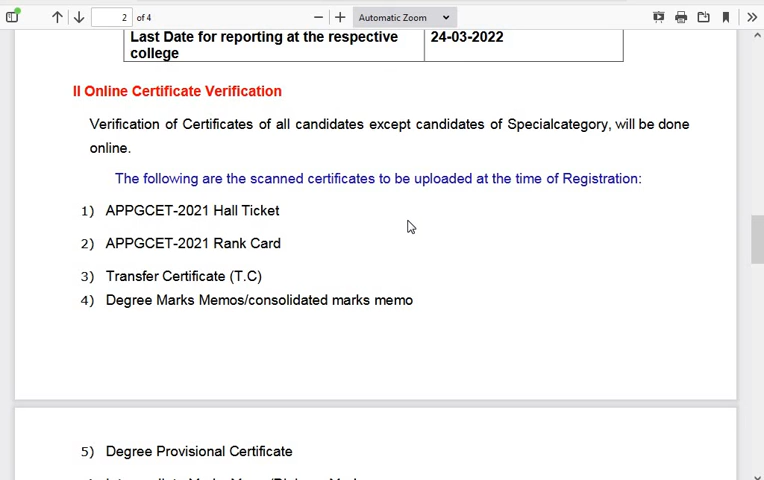 2 of 4 Automatic Zoom
Last Date for reporting at the respective 24-03-2022
college
II Online Certificate Verification
Verification of Certificates of all candidates except candidates of Specialcategory, will be done
online.
The following are the scanned certificates to be uploaded at the time of Registration:
1) APPGCET-2021 Hall Ticket
2) APPGCET-2021 Rank Card
3) Transfer Certificate (T.C)
4) Degree Marks Memos/consolidated marks memo
5) Degree Provisional Certificate